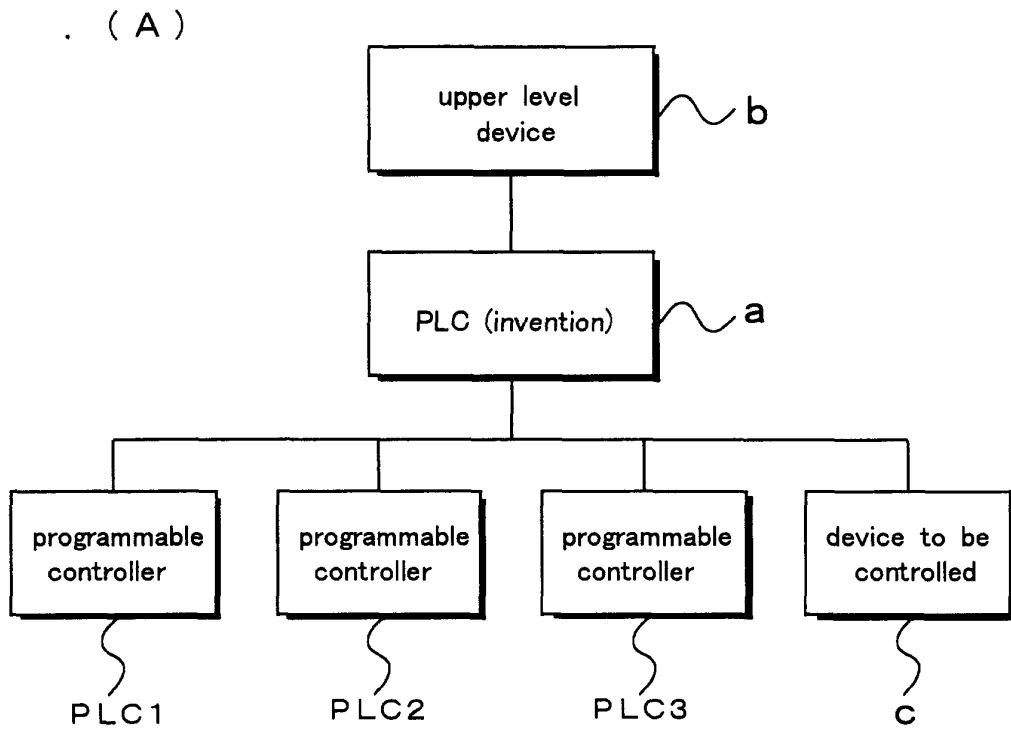 . (A)
upper level
device
b
PLC (invention)
a
programmable
controller
programmable
controller
programmable
controller
device to be
controlled
PLC1
PLC2
PLC3
c